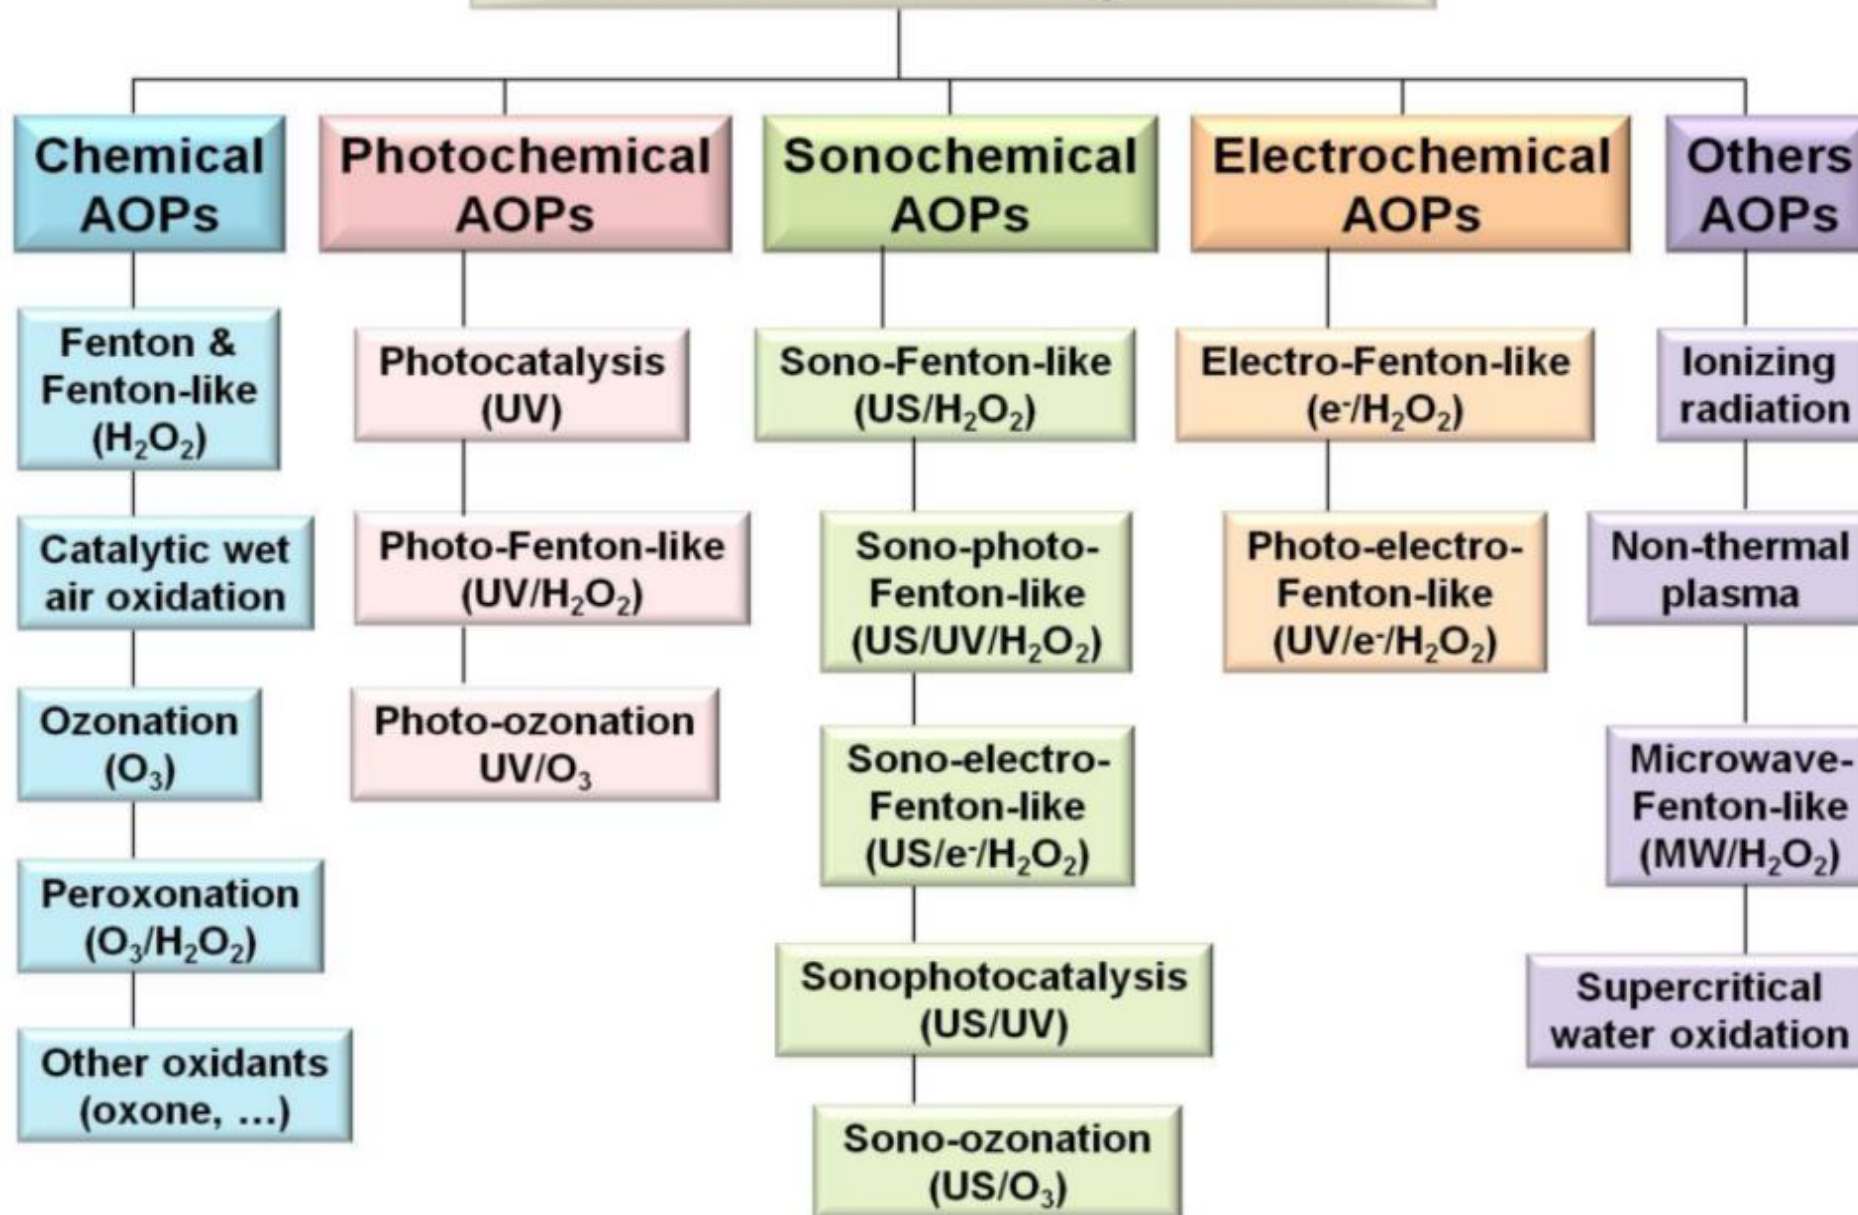 Chemical
AOPs
Photochemical
AOPs
Sonochemical
AOPs
Electrochemical
AOPs
Others
AOPs
Fenton &
Fenton-like
(H₂O₂)
Catalytic wet
air oxidation
Ozonation
(O₃)
Peroxonation
(O₃/H₂O₂)
Other oxidants
(oxone, ...)
Photocatalysis
(UV)
Photo-Fenton-like
(UV/H₂O₂)
Photo-ozonation
UV/O₃
Sono-Fenton-like
(US/H₂O₂)
Sono-photo-
Fenton-like
(US/UV/H₂O₂)
Sono-electro-
Fenton-like
(US/e⁻/H₂O₂)
Sonophotocatalysis
(US/UV)
Sono-ozonation
(US/O₃)
Electro-Fenton-like
(e⁻/H₂O₂)
Photo-electro-
Fenton-like
(UV/e⁻/H₂O₂)
Ionizing
radiation
Non-thermal
plasma
Microwave-
Fenton-like
(MW/H₂O₂)
Supercritical
water oxidation